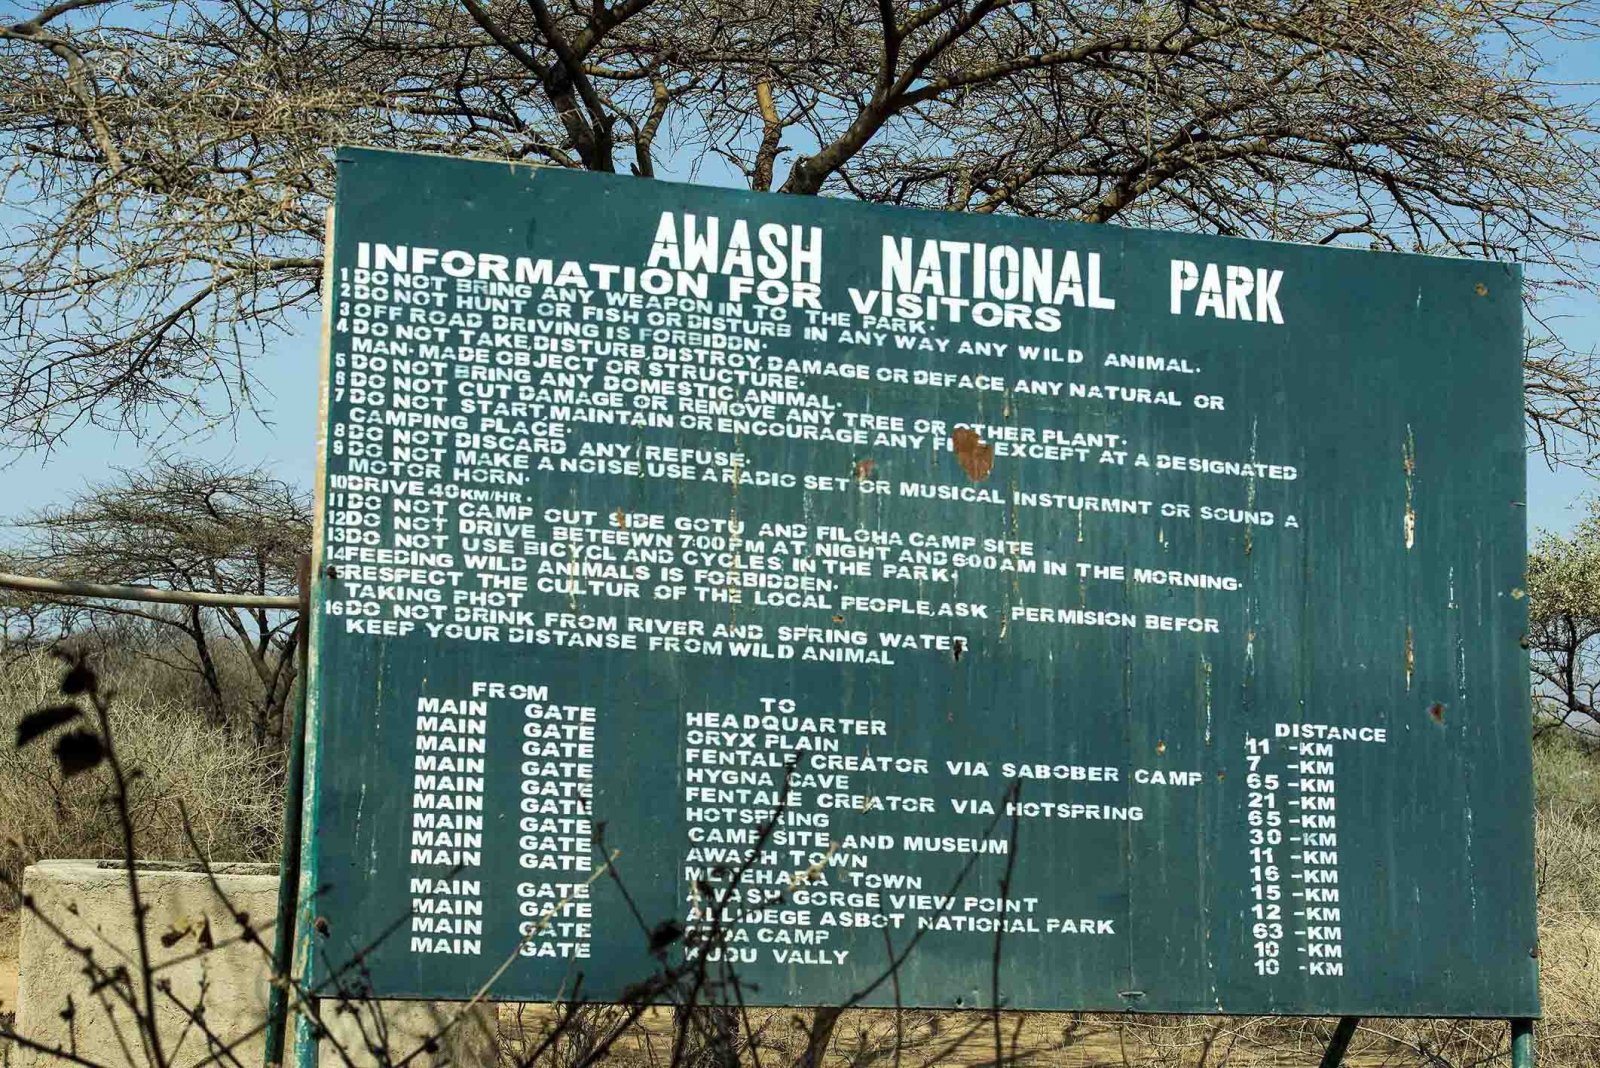 AWASH NATIONAL PARK
INFORMATION FOR VISITORS
1 DO NOT BRING ANY WEAPON IN TO THE PARK.
2 DO NOT HUNT OR FISH OR DISTURB IN ANY WAY ANY WILD ANIMAL.
3 OFF ROAD DRIVING IS FORBIDDN.
4 DO NOT TAKE,DISTURB,DISTROY,DAMAGE OR DEFACE ANY NATURAL OR
MAN-MADE OBJECT OR STRUCTURE.
5 DO NOT BRING ANY DOMESTIC ANIMAL.
6 DO NOT CUT DAMAGE OR REMOVE ANY TREE OR OTHER PLANT.
7 DO NOT START,MAINTAIN OR ENCOURAGE ANY EXCEPT AT A DESIGNATED
CAMPING PLACE.
8 DO NOT DISCARD ANY REFUSE.
9 DO NOT MAKE A NOISE,USE A RADIO SET OR MUSICAL INSTURMNT OR SOUND A
MOTOR HORN.
10 DRIVE 40KM/HR.
11 DO NOT CAMP OUT SIDE GOTU AND FILOHA CAMP SITE
12 DO NOT DRIVE BETEEWN 7:00 PM AT NIGHT AND 6:00 AM IN THE MORNING.
13 DO NOT USE BICYCL AND CYCLES IN THE PARK.
14 FEEDING WILD ANIMALS IS FORBIDDEN.
15 RESPECT THE CULTUR OF THE LOCAL PEOPLE,ASK PERMISION BEFOR
TAKING PHOT
16 DO NOT DRINK FROM RIVER AND SPRING WATER
KEEP YOUR DISTANSE FROM WILD ANIMAL
FROM TO DISTANCE
MAIN GATE HEADQUARTER 11 -KM
MAIN GATE ORYX PLAIN 7 -KM
MAIN GATE FENTALE CREATOR VIA SABOBER CAMP 65 -KM
MAIN GATE HYGNA CAVE 21 -KM
MAIN GATE FENTALE CREATOR VIA HOTSPRING 65 -KM
MAIN GATE HOTSPRING 30 -KM
MAIN GATE CAMP SITE AND MUSEUM 11 -KM
MAIN GATE AWASH TOWN 16 -KM
MAIN GATE METEHARA TOWN 15 -KM
MAIN GATE AWASH GORGE VIEW POINT 12 -KM
MAIN GATE ALLIDEGE ASBOT NATIONAL PARK 63 -KM
MAIN GATE CAMP 10 -KM
MAIN GATE KUDU VALLY 10 -KM